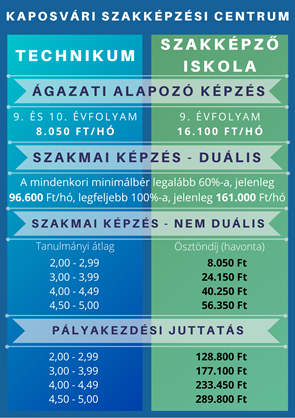 KAPOSVÁRI SZAKKÉPZÉSI CENTRUM
TECHNIKUM
SZAKKÉPZŐ
ISKOLA
ÁGAZATI ALAPOZÓ KÉPZÉS
9. ÉS 10. ÉVFOLYAM
8.050 FT/HÓ
9. ÉVFOLYAM
16.100 FT/HÓ
SZAKMAI KÉPZÉS - DUÁLIS
A mindenkori minimálbér legalább 60%-a, jelenleg
96.600 Ft/hó, legfeljebb 100%-a, jelenleg 161.000 Ft/hó
SZAKMAI KÉPZÉS - NEM DUÁLIS
Tanulmányi átlag Ösztöndíj (havonta)
2,00 - 2,99 8.050 Ft
3,00 - 3,99 24.150 Ft
4,00 - 4,49 40.250 Ft
4,50 - 5,00 56.350 Ft
PÁLYAKEZDÉSI JUTTATÁS
2,00 - 2,99 128.800 Ft
3,00 - 3,99 177.100 Ft
4,00 - 4,49 233.450 Ft
4,50 - 5,00 289.800 Ft